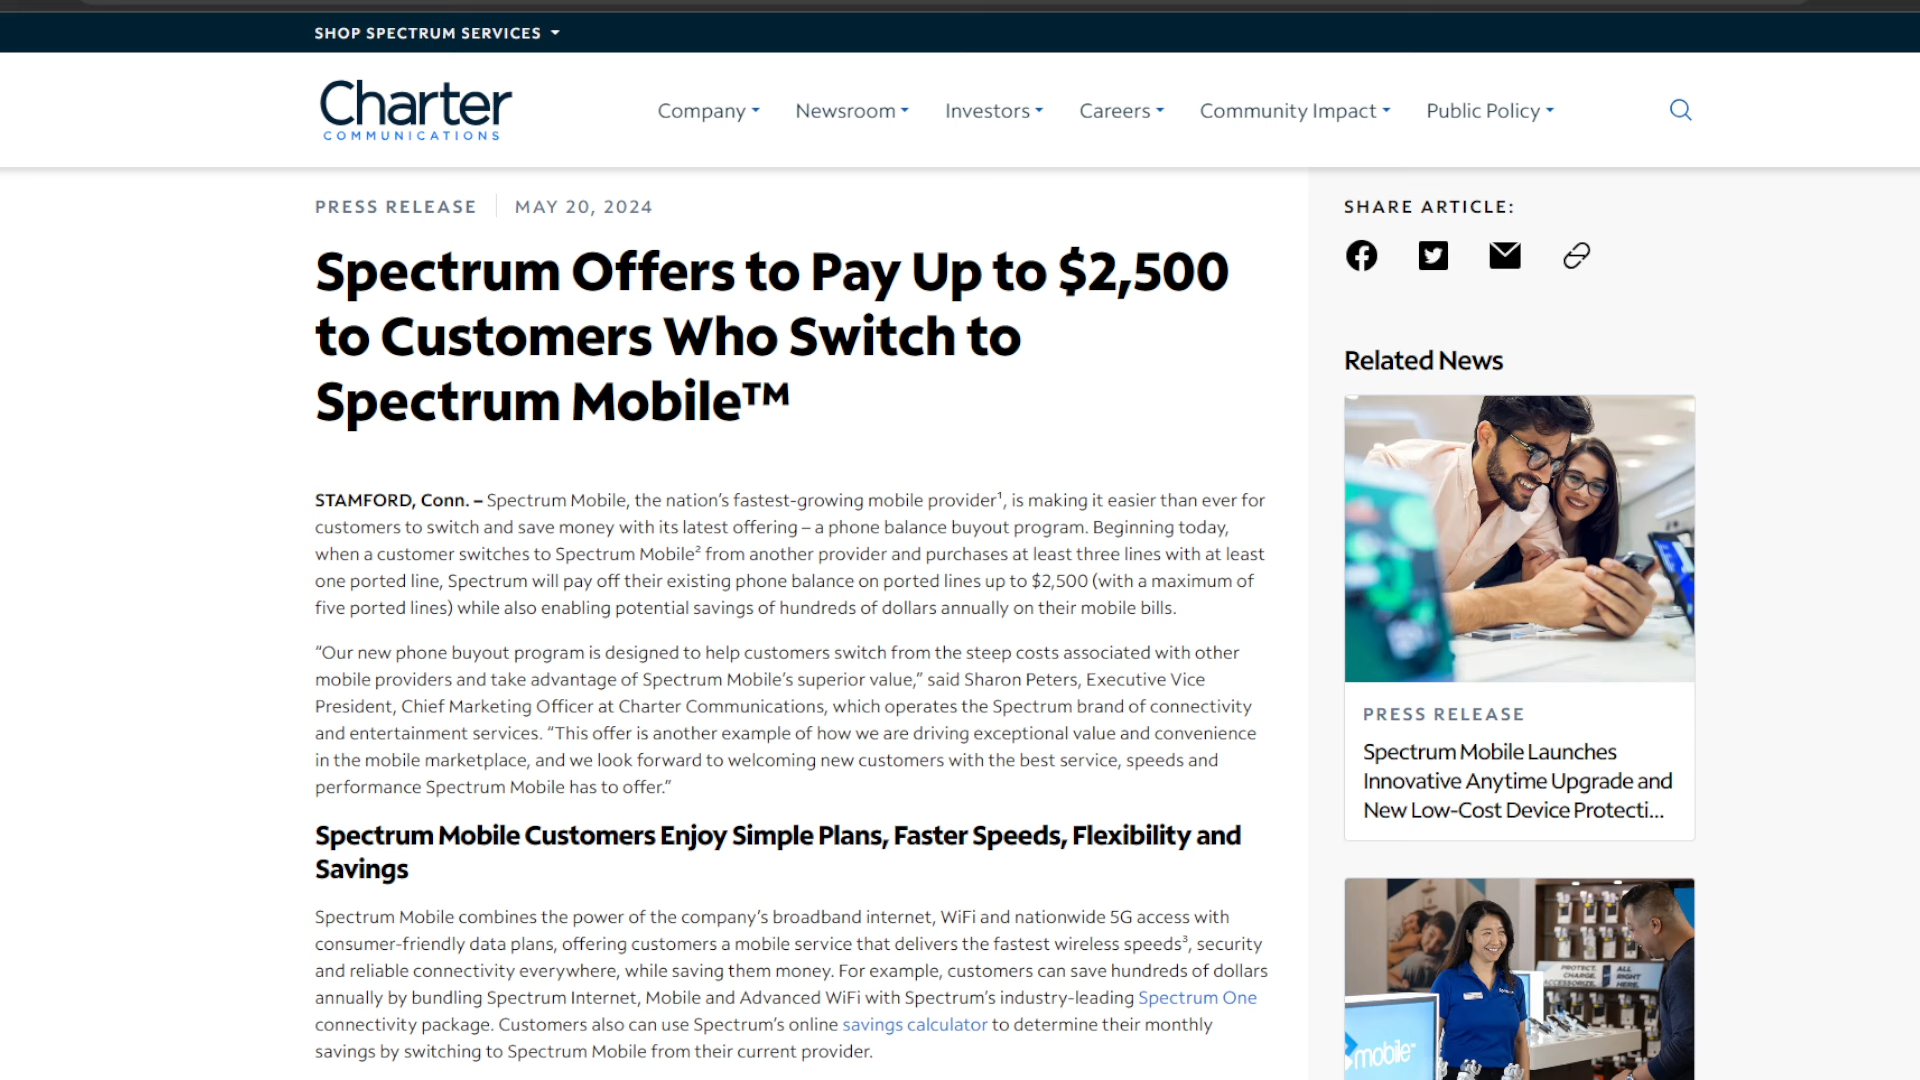 SHOP SPECTRUM SERVICES
Charter
COMMUNICATIONS
Company
Newsroom
Investors
Careers
Community Impact
Public Policy
PRESS RELEASE
MAY 20, 2024
Spectrum Offers to Pay Up to $2,500
to Customers Who Switch to
Spectrum Mobile™
STAMFORD, Conn. – Spectrum Mobile, the nation’s fastest-growing mobile provider¹, is making it easier than ever for
customers to switch and save money with its latest offering – a phone balance buyout program. Beginning today,
when a customer switches to Spectrum Mobile² from another provider and purchases at least three lines with at least
one ported line, Spectrum will pay off their existing phone balance on ported lines up to $2,500 (with a maximum of
five ported lines) while also enabling potential savings of hundreds of dollars annually on their mobile bills.
“Our new phone buyout program is designed to help customers switch from the steep costs associated with other
mobile providers and take advantage of Spectrum Mobile’s superior value,” said Sharon Peters, Executive Vice
President, Chief Marketing Officer at Charter Communications, which operates the Spectrum brand of connectivity
and entertainment services. “This offer is another example of how we are driving exceptional value and convenience
in the mobile marketplace, and we look forward to welcoming new customers with the best service, speeds and
performance Spectrum Mobile has to offer.”
Spectrum Mobile Customers Enjoy Simple Plans, Faster Speeds, Flexibility and
Savings
Spectrum Mobile combines the power of the company’s broadband internet, WiFi and nationwide 5G access with
consumer-friendly data plans, offering customers a mobile service that delivers the fastest wireless speeds³, security
and reliable connectivity everywhere, while saving them money. For example, customers can save hundreds of dollars
annually by bundling Spectrum Internet, Mobile and Advanced WiFi with Spectrum’s industry-leading Spectrum One
connectivity package. Customers also can use Spectrum’s online savings calculator to determine their monthly
savings by switching to Spectrum Mobile from their current provider.
SHARE ARTICLE:
Related News
PRESS RELEASE
Spectrum Mobile Launches
Innovative Anytime Upgrade and
New Low-Cost Device Protecti...
PROTECT.
CHARGE.
ACCESSORIZE.
ALL
RIGHT
HERE.
mobile™